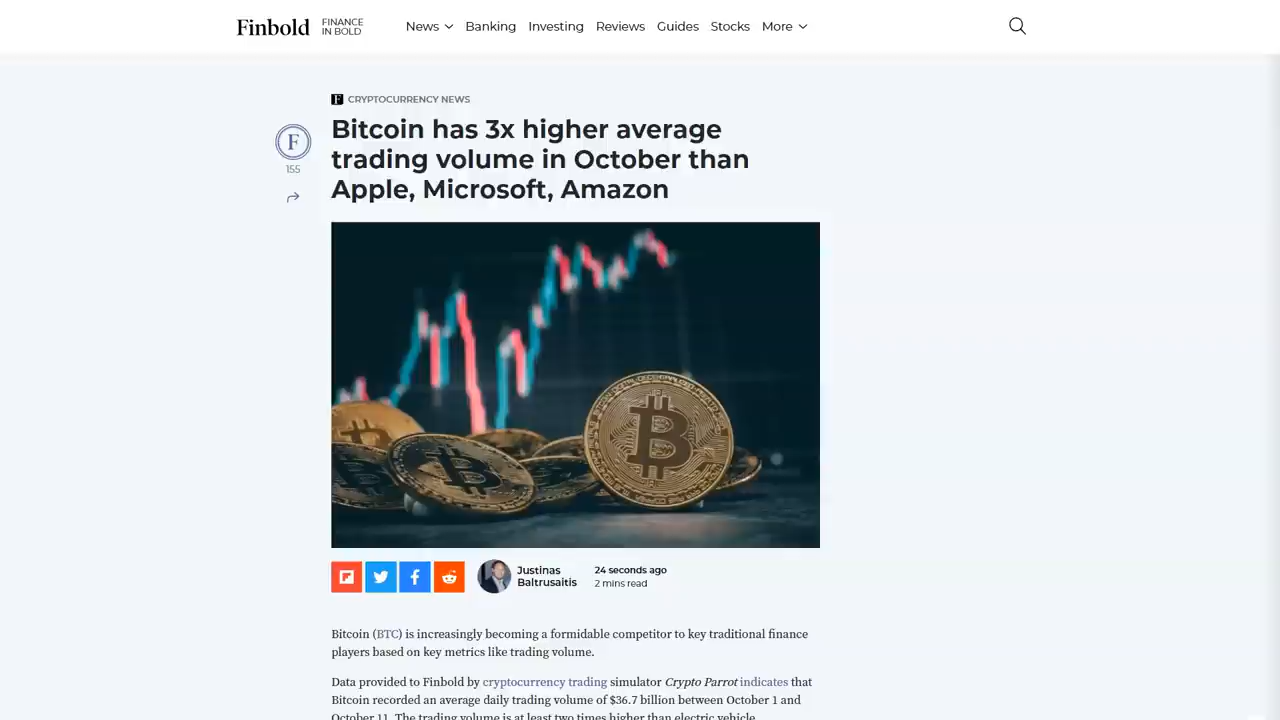 Finbold FINANCE IN BOLD News Banking Investing Reviews Guides Stocks More
F CRYPTOCURRENCY NEWS
Bitcoin has 3x higher average
trading volume in October than
Apple, Microsoft, Amazon
F
155
Justinas
Baltrusaitis
24 seconds ago
2 mins read
Bitcoin (BTC) is increasingly becoming a formidable competitor to key traditional finance
players based on key metrics like trading volume.
Data provided to Finbold by cryptocurrency trading simulator Crypto Parrot indicates that
Bitcoin recorded an average daily trading volume of $36.7 billion between October 1 and
October 11. The trading volume is at least two times higher than electric vehicle